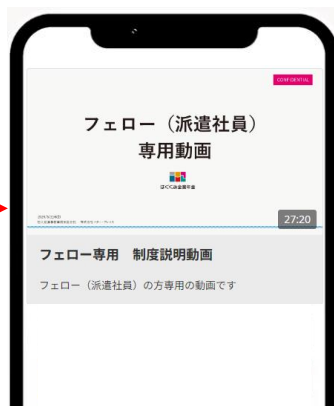 CONFIDENTIAL
フェロー（派遣社員）
専用動画
27:20
フェロー専用 制度説明動画
フェロー（派遣社員）の方専用の動画です